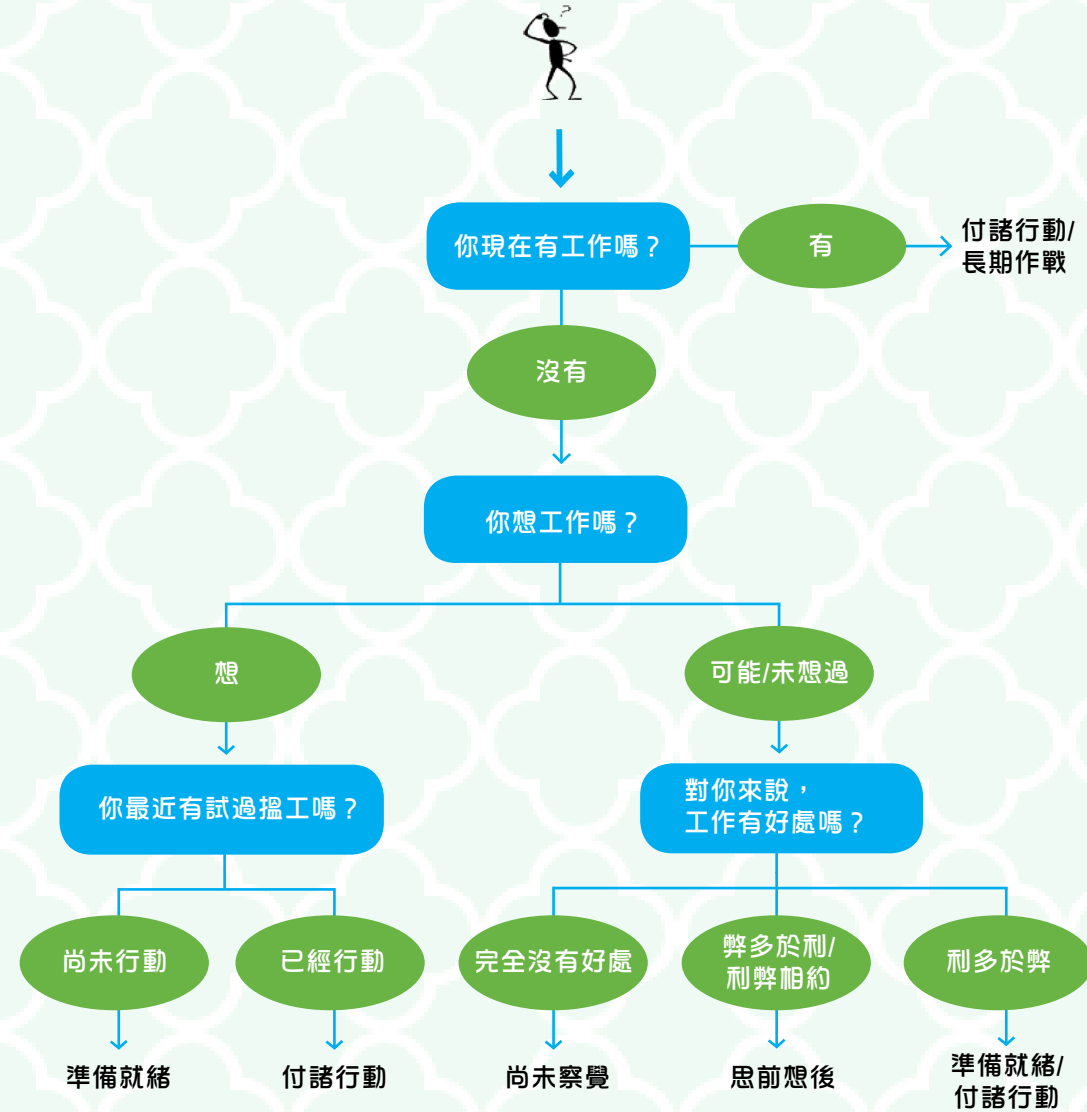 ?
你現在有工作嗎？
有
付諸行動/
長期作戰
沒有
你想工作嗎？
想
可能/未想過
你最近有試過搵工嗎？
對你來說，
工作有好處嗎？
尚未行動
已經行動
完全沒有好處
弊多於利/
利弊相約
利多於弊
準備就緒
付諸行動
尚未察覺
思前想後
準備就緒/
付諸行動